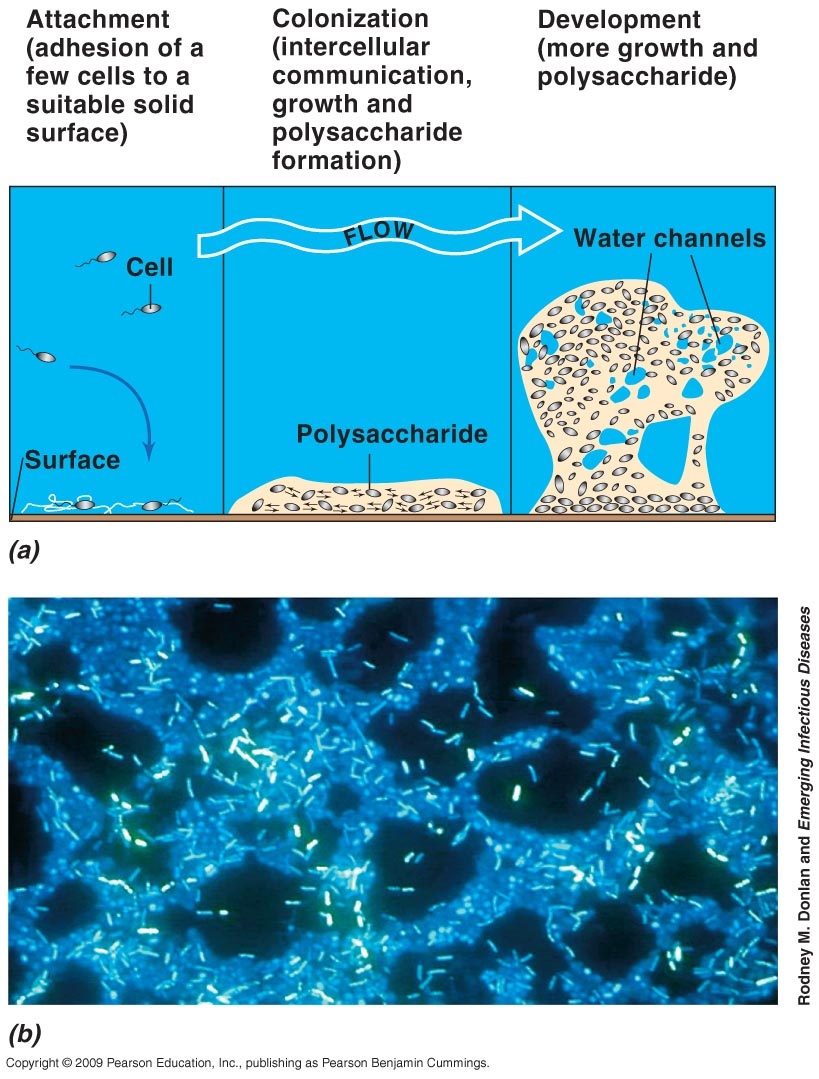 Attachment
(adhesion of a
few cells to a
suitable solid
surface)
Colonization
(intercellular
communication,
growth and
polysaccharide
formation)
Development
(more growth and
polysaccharide)
FLOW
Water channels
Cell
Polysaccharide
Surface
(a)
Rodney M. Donlan and Emerging Infectious Diseases
(b)
Copyright © 2009 Pearson Education, Inc., publishing as Pearson Benjamin Cummings.